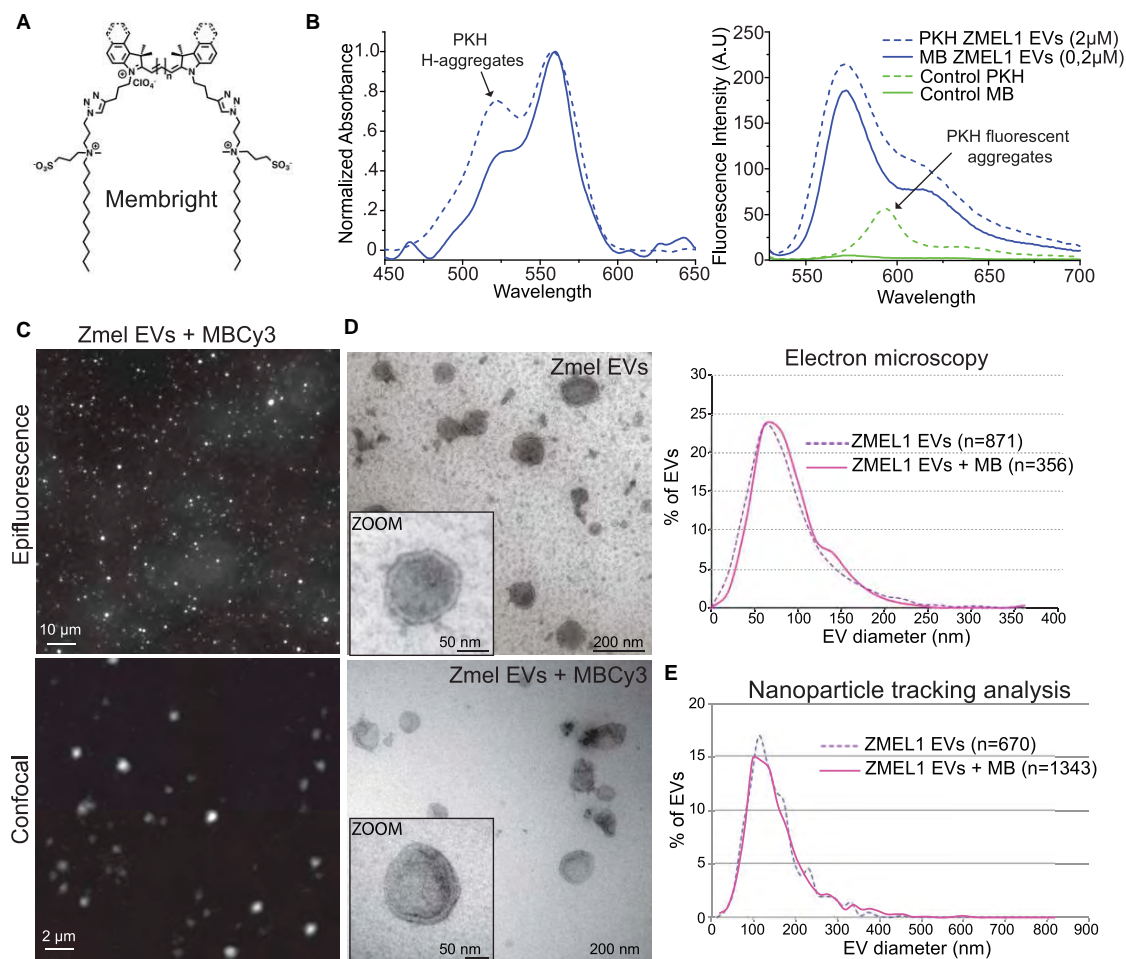 A
ClO4-
n
N
N
N
N
N
N
-O3S
SO3-
Membright
B
PKH
H-aggregates
Normalized Absorbance
1.0
.8
.6
.4
.2
0
450
500
550
600
650
Wavelength
Fluorescence Intensity (A.U)
250
200
150
100
50
0
550
600
650
700
Wavelength
PKH ZMEL1 EVs (2µM)
MB ZMEL1 EVs (0,2µM)
Control PKH
Control MB
PKH fluorescent
aggregates
C
Zmel EVs + MBCy3
Epifluorescence
10 µm
Confocal
2 µm
D
Zmel EVs
ZOOM
50 nm
200 nm
Zmel EVs + MBCy3
ZOOM
50 nm
200 nm
Electron microscopy
% of EVs
30
25
20
15
10
5
0
ZMEL1 EVs (n=871)
ZMEL1 EVs + MB (n=356)
0
50
100
150
200
250
300
350
400
EV diameter (nm)
E
Nanoparticle tracking analysis
% of EVs
20
15
10
5
0
ZMEL1 EVs (n=670)
ZMEL1 EVs + MB (n=1343)
0
100
200
300
400
500
600
700
800
900
EV diameter (nm)